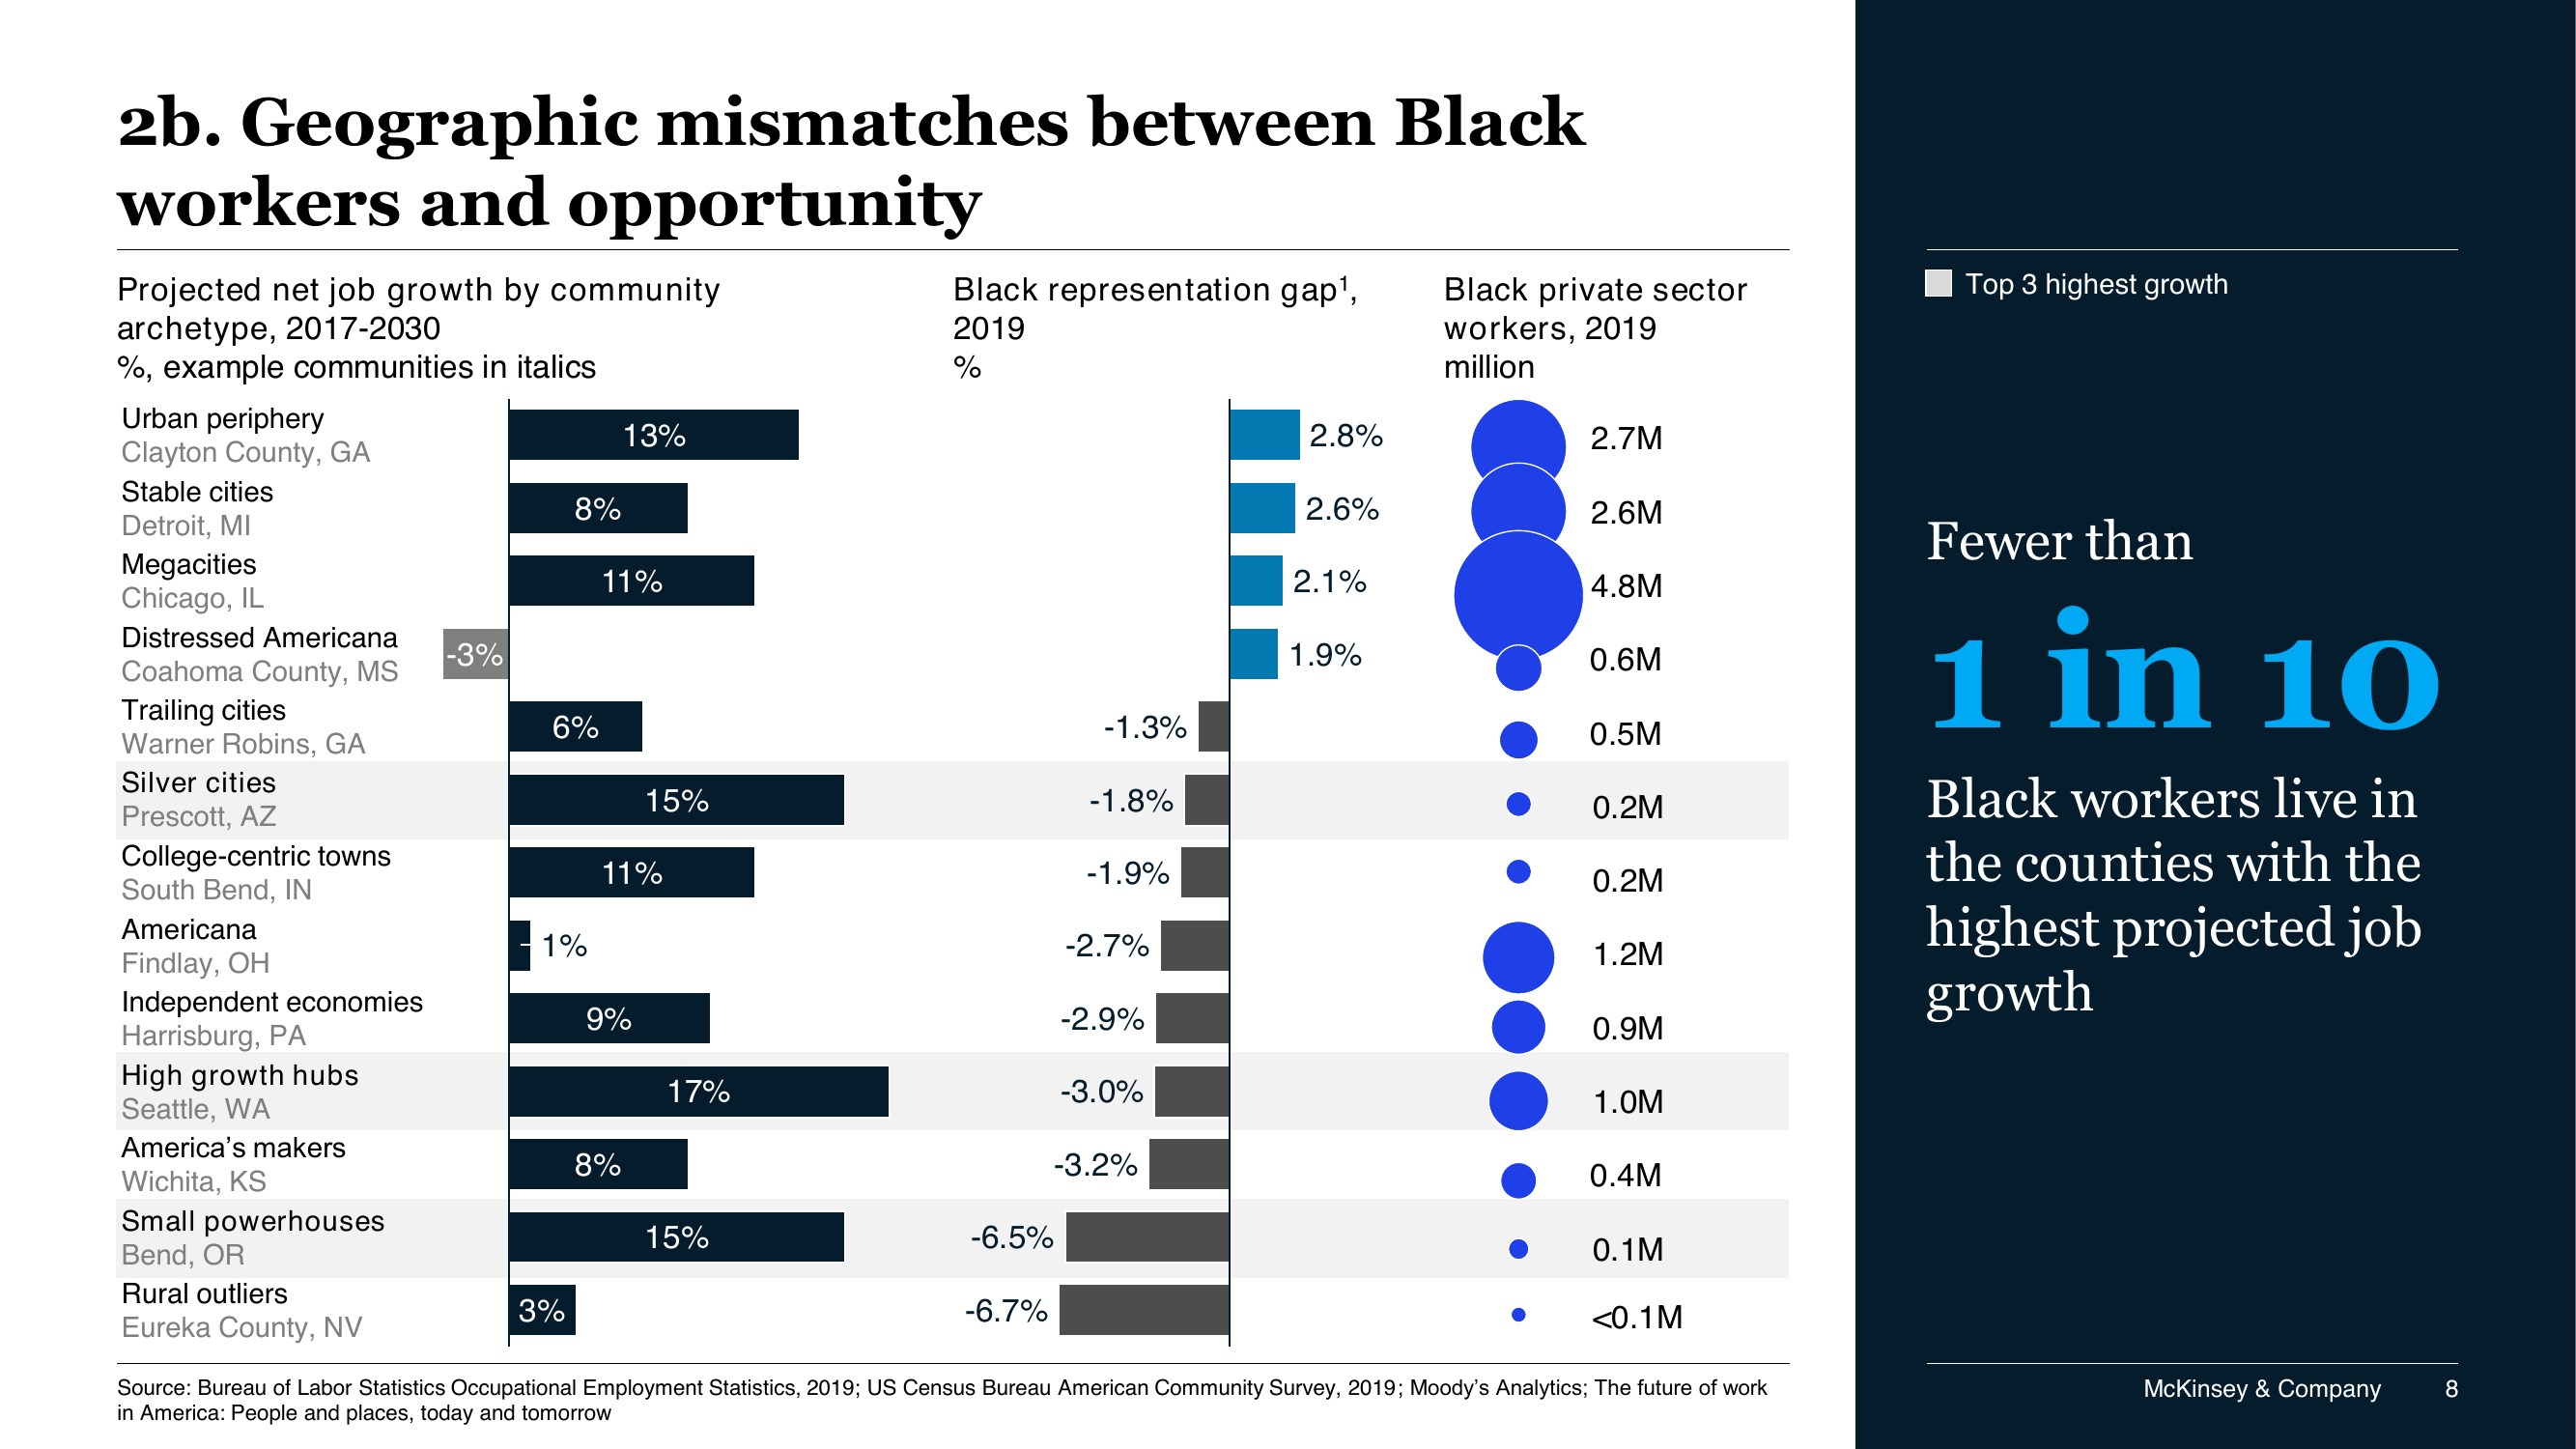 2b. Geographic mismatches between Black
workers and opportunity
Projected net job growth by community
archetype, 2017-2030
%, example communities in italics
Black representation gap¹,
2019
%
Black private sector
workers, 2019
million
Urban periphery
Clayton County, GA
13%
2.8%
2.7M
Stable cities
Detroit, MI
8%
2.6%
2.6M
Megacities
Chicago, IL
11%
2.1%
4.8M
Distressed Americana
Coahoma County, MS
-3%
1.9%
0.6M
Trailing cities
Warner Robins, GA
6%
-1.3%
0.5M
Silver cities
Prescott, AZ
15%
-1.8%
0.2M
College-centric towns
South Bend, IN
11%
-1.9%
0.2M
Americana
Findlay, OH
1%
-2.7%
1.2M
Independent economies
Harrisburg, PA
9%
-2.9%
0.9M
High growth hubs
Seattle, WA
17%
-3.0%
1.0M
America’s makers
Wichita, KS
8%
-3.2%
0.4M
Small powerhouses
Bend, OR
15%
-6.5%
0.1M
Rural outliers
Eureka County, NV
3%
-6.7%
<0.1M
Source: Bureau of Labor Statistics Occupational Employment Statistics, 2019; US Census Bureau American Community Survey, 2019; Moody’s Analytics; The future of work
in America: People and places, today and tomorrow
Top 3 highest growth
Fewer than
1 in 10
Black workers live in
the counties with the
highest projected job
growth
McKinsey & Company 8